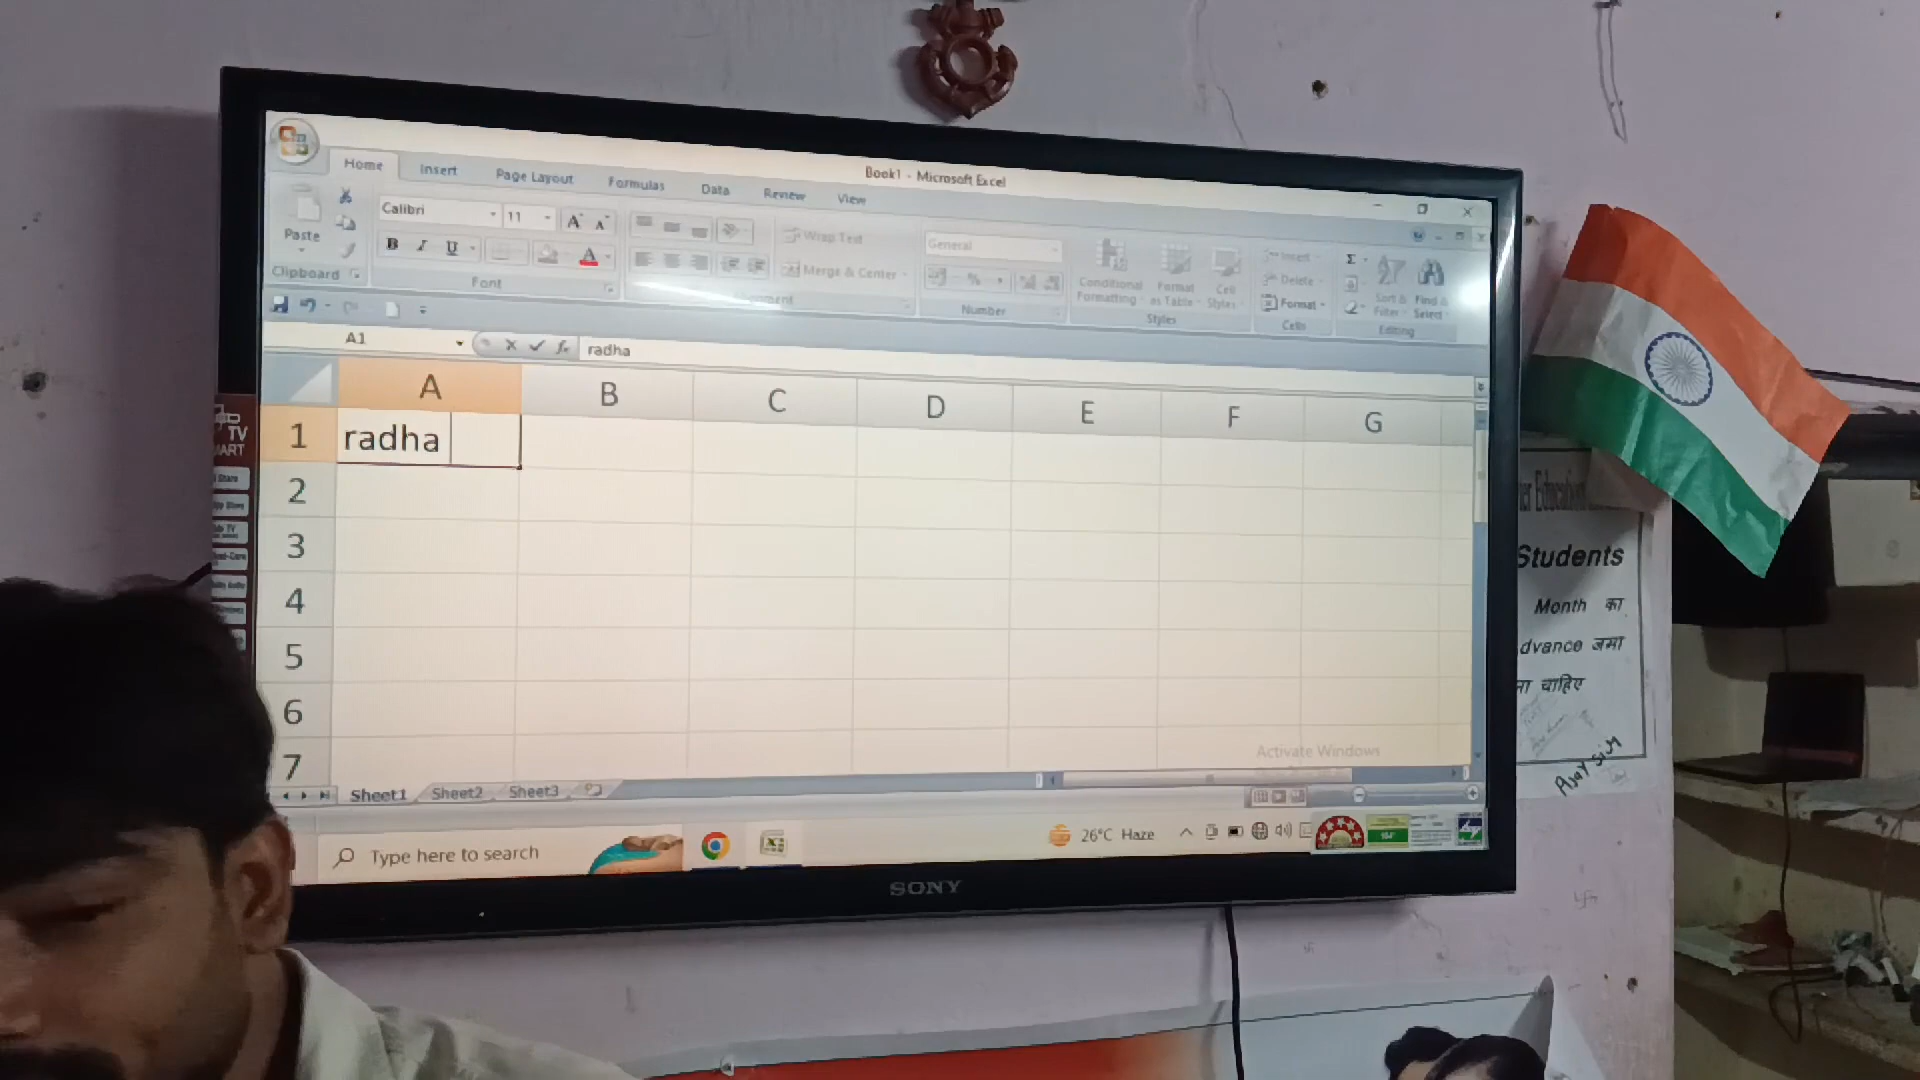 Book1 - Microsoft Excel
Home Insert Page Layout Formulas Data Review View
Paste
Clipboard
Calibri 11
B I U
Font
Wrap Text
Merge & Center
General
Number
Conditional Formatting
Format as Table
Cell Styles
Styles
Insert
Delete
Format
Cells
Sort & Filter
Find & Select
Editing
A1 radha
A B C D E F G
1 radha
2
3
4
5
6
7
Activate Windows
Sheet1 Sheet2 Sheet3
Type here to search
26°C Haze
SONY
TV
Students
Month का
dvance जमा
ना चाहिए